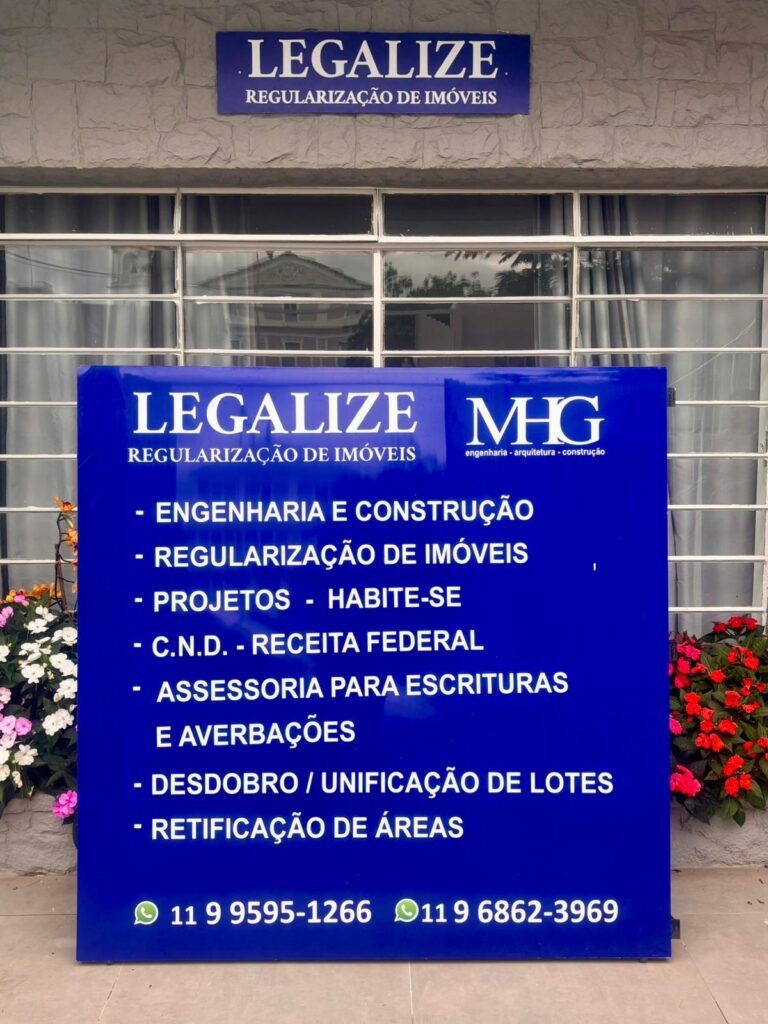 LEGALIZE
REGULARIZAÇÃO DE IMÓVEIS
LEGALIZE
REGULARIZAÇÃO DE IMÓVEIS
MHG
engenharia - arquitetura - construção
- ENGENHARIA E CONSTRUÇÃO
- REGULARIZAÇÃO DE IMÓVEIS
- PROJETOS - HABITE-SE
- C.N.D. - RECEITA FEDERAL
- ASSESSORIA PARA ESCRITURAS
E AVERBAÇÕES
- DESDOBRO / UNIFICAÇÃO DE LOTES
- RETIFICAÇÃO DE ÁREAS
11 9 9595-1266 11 9 6862-3969